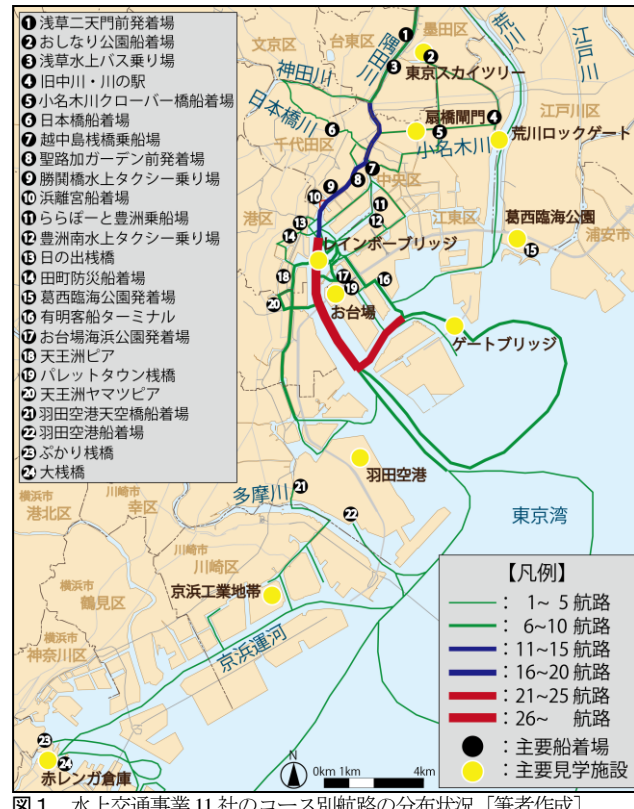 ❶浅草二天門前発着場
❷おしなり公園船着場
❸浅草水上バス乗り場
❹旧中川・川の駅
❺小名木川クローバー橋船着場
❻日本橋船着場
❼越中島桟橋乗船場
❽聖路加ガーデン前発着場
❾勝鬨橋水上タクシー乗り場
❿浜離宮船着場
⓫ららぽーと豊洲乗船場
⓬豊洲南水上タクシー乗り場
⓭日の出桟橋
⓮田町防災船着場
⓯葛西臨海公園発着場
⓰有明客船ターミナル
⓱お台場海浜公園発着場
⓲天王洲ピア
⓳パレットタウン桟橋
⓴天王洲ヤマツピア
㉑羽田空港天空橋船着場
㉒羽田空港船着場
㉓ぷかり桟橋
㉔大桟橋
文京区
台東区
隅田川
墨田区
荒川
江戸川
❶
❷
❸
東京スカイツリー
神田川
日本橋川
❻
千代田区
扇橋閘門
❺
❹
小名木川
荒川ロックゲート
江戸川区
❼
❽
中央区
❾
❿
⓫
⓬
江東区
葛西臨海公園
浦安市
⓯
港区
⓭
⓮
レインボーブリッジ
⓲
⓱
⓰
⓳
⓴
お台場
ゲートブリッジ
羽田空港
多摩川
㉑
㉒
東京湾
横浜市
港北区
川崎市
幸区
川崎市
川崎区
横浜市
鶴見区
京浜工業地帯
横浜市
神奈川区
京浜運河
㉓
㉔
赤レンガ倉庫
N
0km 1km 4km
【凡例】
： 1~ 5 航路
： 6~10 航路
： 11~15 航路
： 16~20 航路
： 21~25 航路
： 26~ 航路
：主要船着場
：主要見学施設
図1 水上交通事業 11 社のコース別航路の分布状況［筆者作成］